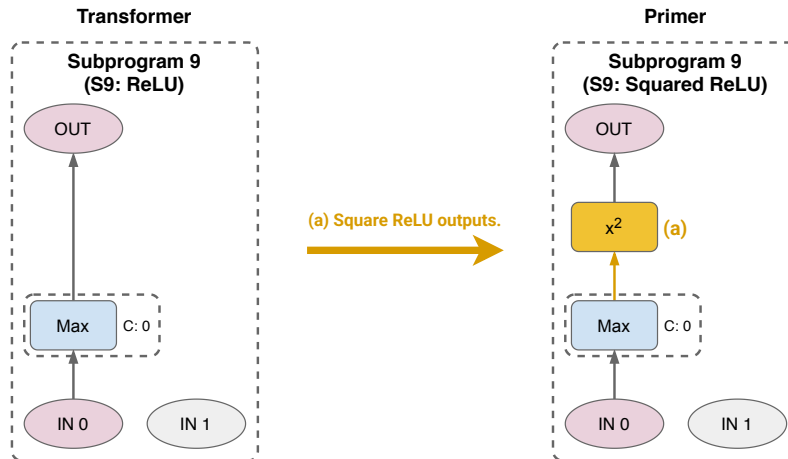 Transformer
Subprogram 9
(S9: ReLU)
OUT
Max
C: 0
IN 0
IN 1
(a) Square ReLU outputs.
Primer
Subprogram 9
(S9: Squared ReLU)
OUT
x²
(a)
Max
C: 0
IN 0
IN 1